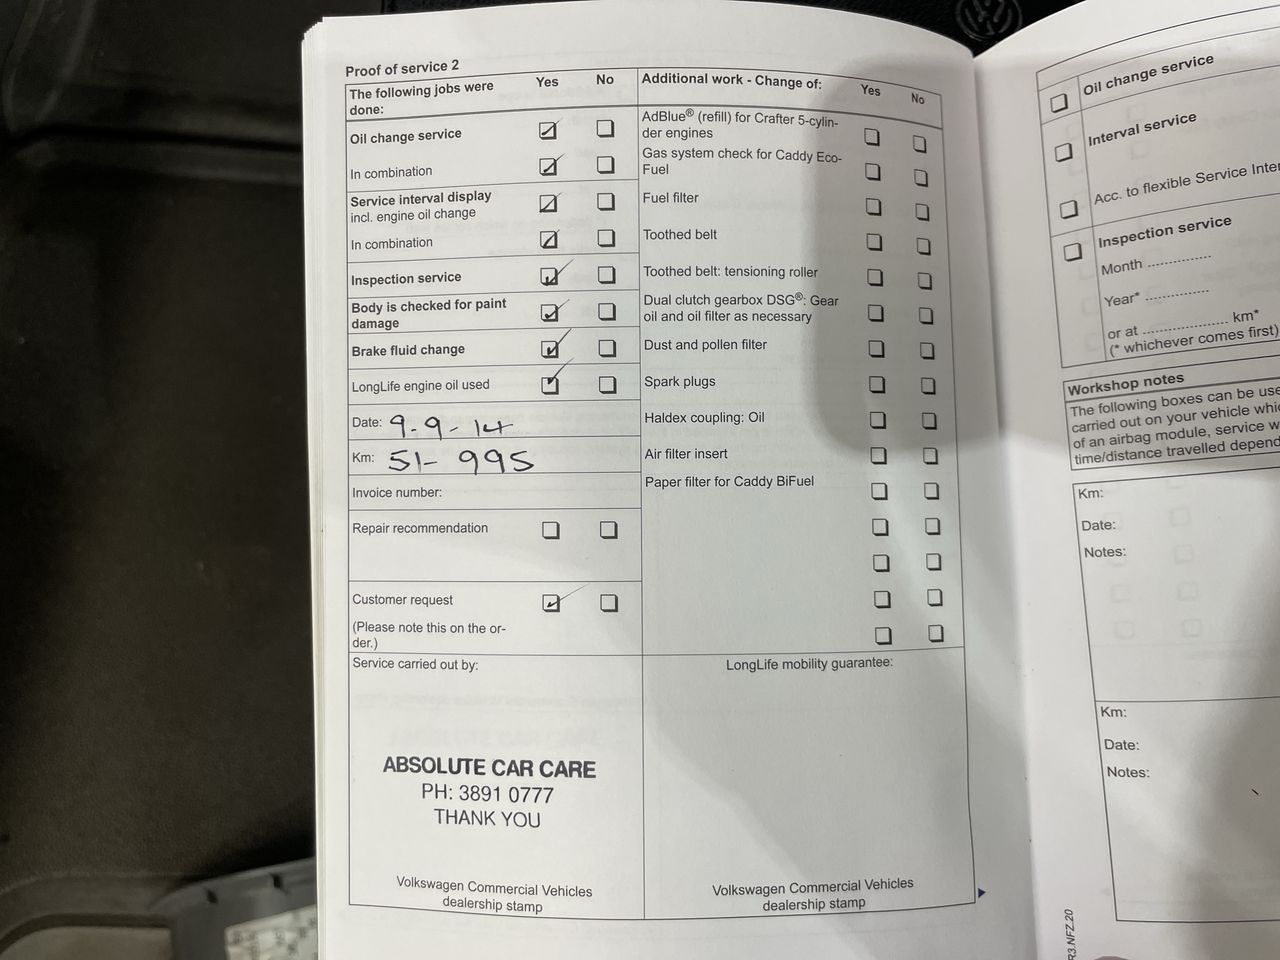 Proof of service 2
The following jobs were
done:
Yes
No
Oil change service
In combination
Service interval display
incl. engine oil change
In combination
Inspection service
Body is checked for paint
damage
Brake fluid change
LongLife engine oil used
Date: 9-9-14
Km: 51-995
Invoice number:
Repair recommendation
Customer request
(Please note this on the or-
der.)
Service carried out by:
ABSOLUTE CAR CARE
PH: 3891 0777
THANK YOU
Volkswagen Commercial Vehicles
dealership stamp
Additional work - Change of:
Yes
No
AdBlue® (refill) for Crafter 5-cylin-
der engines
Gas system check for Caddy Eco-
Fuel
Fuel filter
Toothed belt
Toothed belt: tensioning roller
Dual clutch gearbox DSG®: Gear
oil and oil filter as necessary
Dust and pollen filter
Spark plugs
Haldex coupling: Oil
Air filter insert
Paper filter for Caddy BiFuel
LongLife mobility guarantee:
Volkswagen Commercial Vehicles
dealership stamp
Oil change service
Interval service
Acc. to flexible Service
Inspection service
Month ..............
Year* ..............
or at .................... km*
(* whichever comes first)
Workshop notes
The following boxes can be
carried out on your vehicle
of an airbag module, service
time/distance travelled
Km:
Date:
Notes:
Km:
Date:
Notes:
R3.NFZ.20